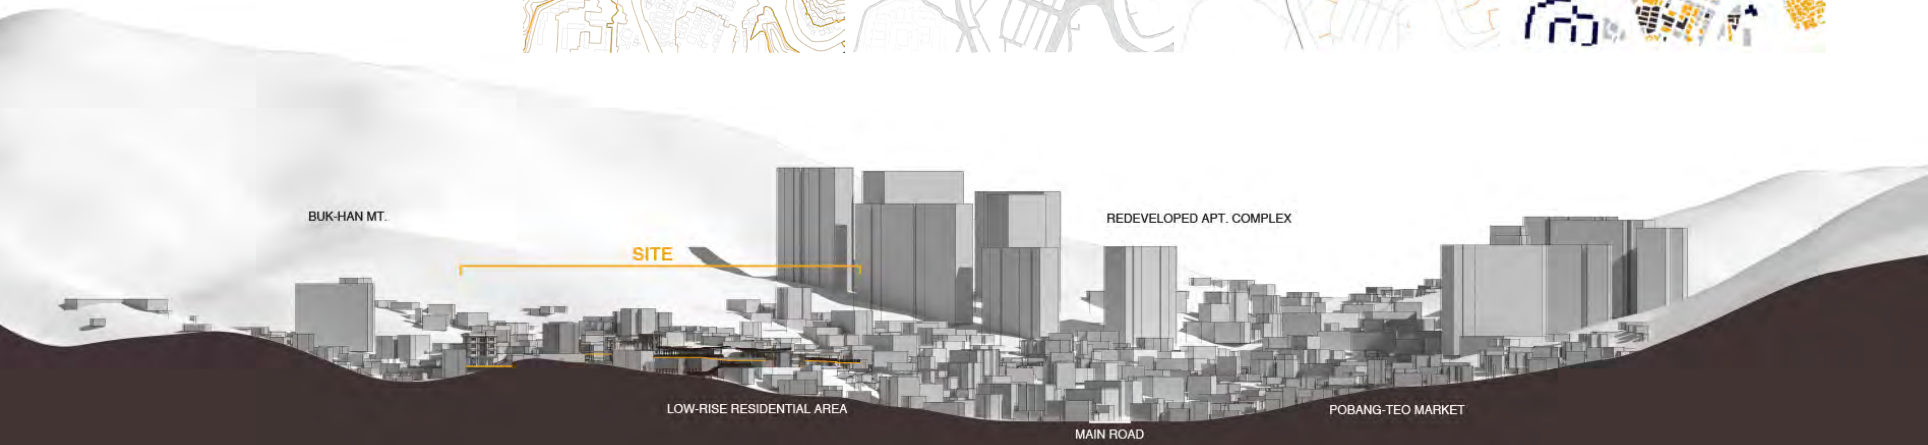 BUK-HAN MT.
REDEVELOPED APT. COMPLEX
SITE
LOW-RISE RESIDENTIAL AREA
POBANG-TEO MARKET
MAIN ROAD